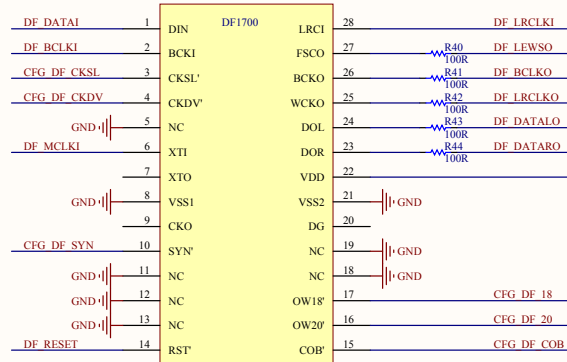 DF1700
DF_DATAI 1 DIN LRCI 28 DF_LRCLKI
DF_BCLKI 2 BCKI FSCO 27 R40 100R DF_LEWSO
CFG_DF_CKSL 3 CKSL' BCKO 26 R41 100R DF_BCLKO
CFG_DF_CKDV 4 CKDV' WCKO 25 R42 100R DF_LRCLKO
GND 5 NC DOL 24 R43 100R DF_DATALO
DF_MCLKI 6 XTI DOR 23 R44 100R DF_DATARO
7 XTO VDD 22
GND 8 VSS1 VSS2 21 GND
9 CKO DG 20
CFG_DF_SYN 10 SYN' NC 19 GND
GND 11 NC NC 18 GND
GND 12 NC OW18' 17 CFG_DF_18
GND 13 NC OW20' 16 CFG_DF_20
DF_RESET 14 RST' COB' 15 CFG_DF_COB